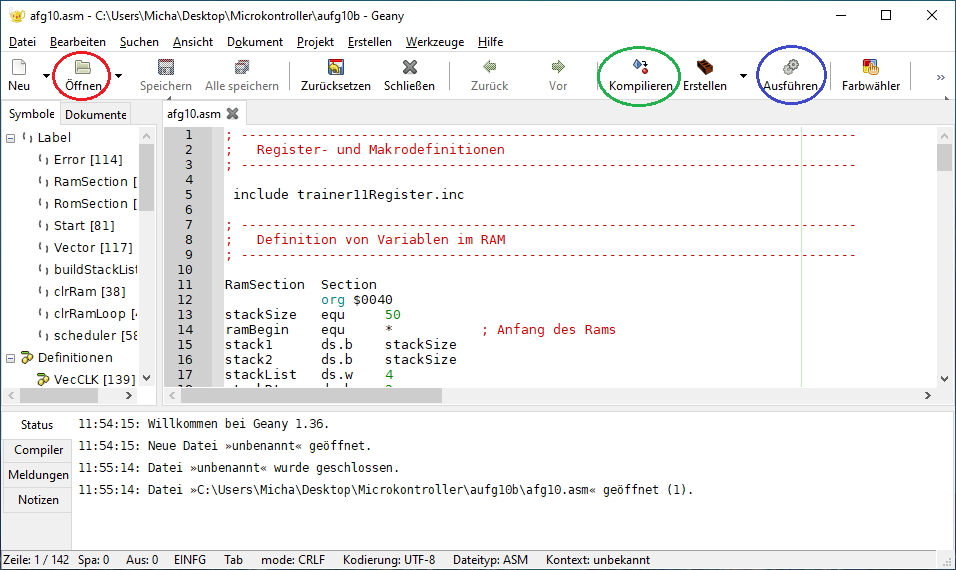 afg10.asm – C:\Users\Micha\Desktop\Mikrokontroller\aufg10b - Geany
Datei Bearbeiten Suchen Ansicht Dokument Projekt Erstellen Werkzeuge Hilfe
Neu Öffnen Speichern Alle speichern Zurücksetzen Schließen Zurück Vor Kompilieren Erstellen Ausführen Farbwähler »
Symbole Dokumente
Label
Error [114]
RamSection [
RomSection [
Start [81]
Vector [117]
buildStackList
clrRam [38]
clrRamLoop [4
scheduler [58
Definitionen
VecCLK [139]
afg10.asm
1 ; -----------------------------------------------------------------------------
2 ;   Register- und Makrodefinitionen
3 ; -----------------------------------------------------------------------------
4
5  include trainer11Register.inc
6
7 ; -----------------------------------------------------------------------------
8 ;   Definition von Variablen im RAM
9 ; -----------------------------------------------------------------------------
10
11 RamSection  Section
12             org $0040
13 stackSize   equ     50
14 ramBegin    equ     *           ; Anfang des Rams
15 stack1      ds.b    stackSize
16 stack2      ds.b    stackSize
17 stackList   ds.w    4
Status
Compiler
Meldungen
Notizen
11:54:15: Willkommen bei Geany 1.36.
11:54:15: Neue Datei »unbenannt« geöffnet.
11:55:14: Datei »unbenannt« wurde geschlossen.
11:55:14: Datei »C:\Users\Micha\Desktop\Mikrokontroller\aufg10b\afg10.asm« geöffnet (1).
Zeile: 1 / 142 Spa: 0 Aus: 0 EINFG Tab mode: CRLF Kodierung: UTF-8 Dateityp: ASM Kontext: unbekannt